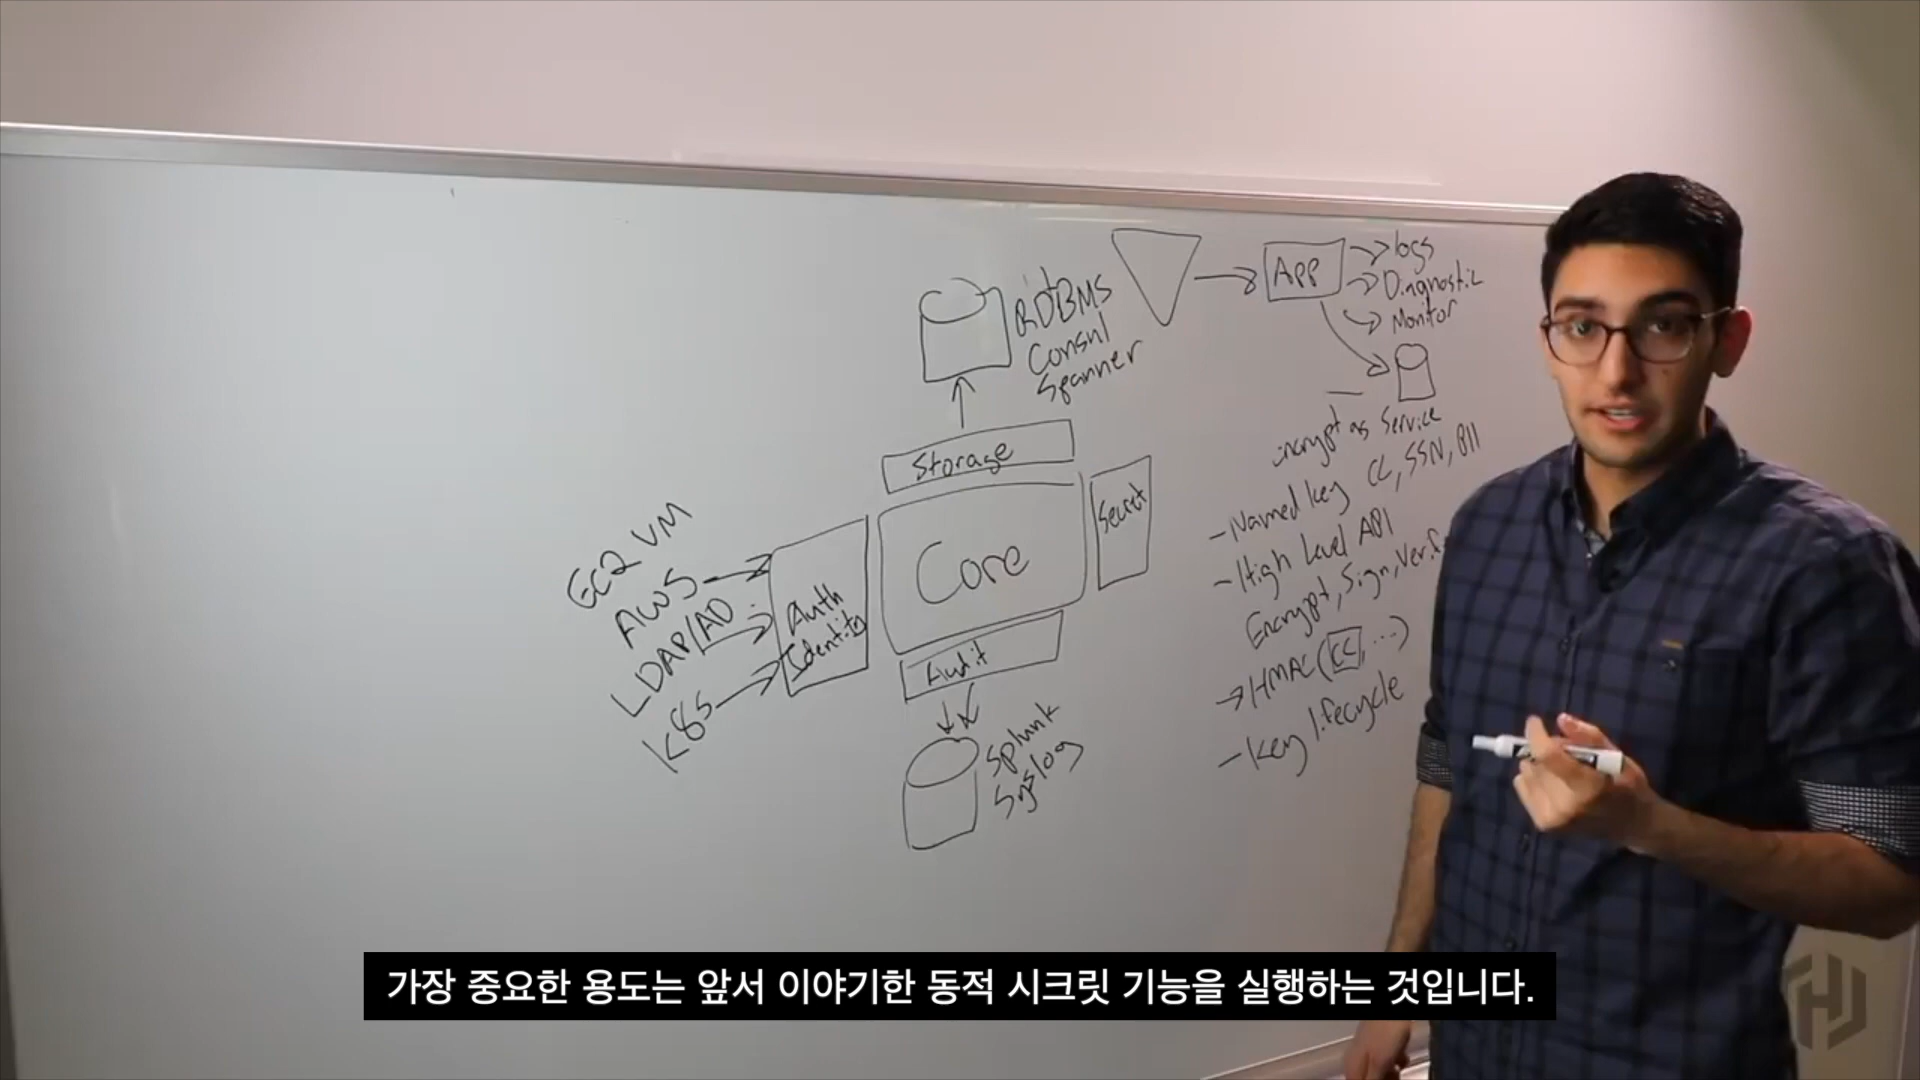 RDBMS
Consul
Spanner
App
logs
Diagnostic
Monitor
encrypt as Service
- Named key CC, SSN, PII
- High Level API
Encrypt, Sign, Verif
→ HMAC(CC, ...)
- key lifecycle
Storage
Core
Secret
EC2 VM
AWS
LDAP/AD
K8S
Auth
Identity
Audit
Splunk
Syslog
가장 중요한 용도는 앞서 이야기한 동적 시크릿 기능을 실행하는 것입니다.